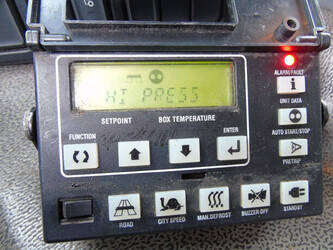 ALARM/FAULT
HI PRESS
UNIT DATA
SETPOINT BOX TEMPERATURE
AUTO START/STOP
FUNCTION
ENTER
PRETRIP
ROAD
CITY SPEED
MAN.DEFROST
BUZZER OFF
STANDBY